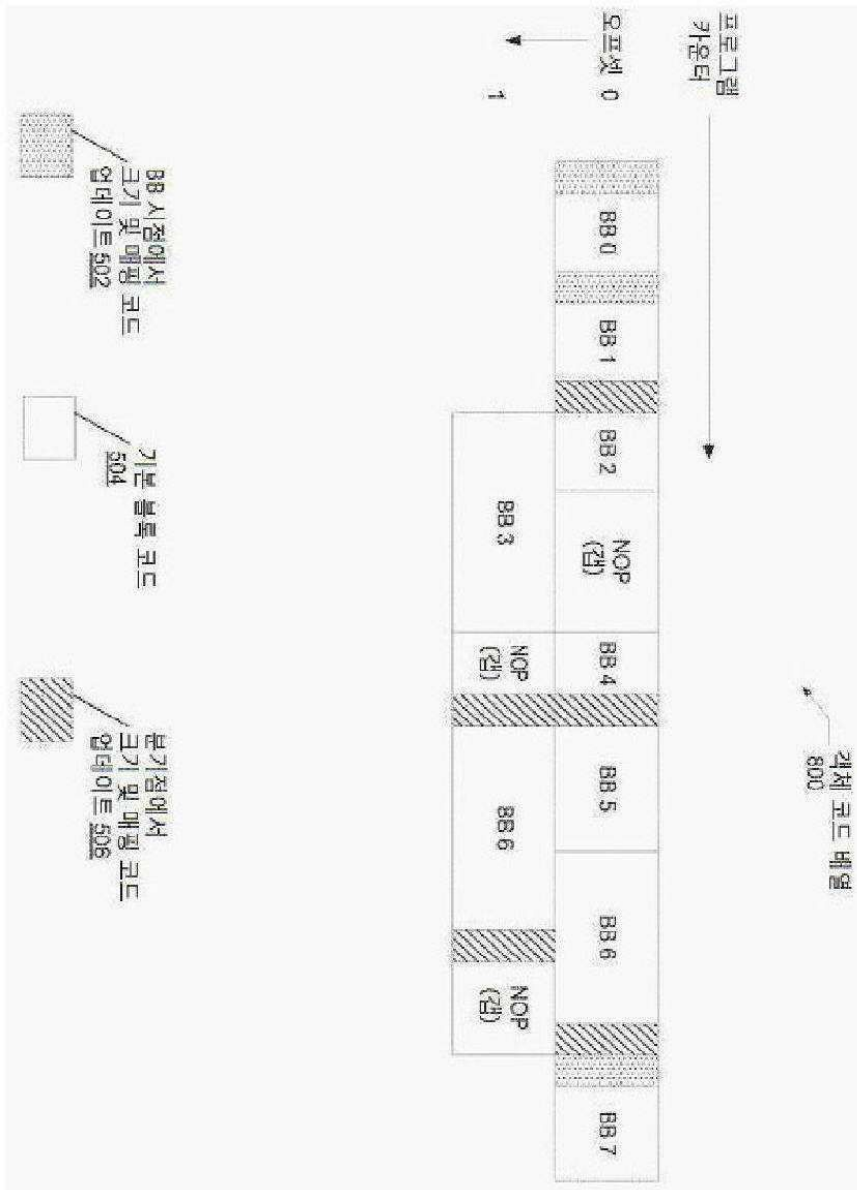 객체 코드 배열
800
프로그램
카운터
오프셋 0
BB 0
BB 1
BB 2
NOP
(갭)
BB 4
BB 5
BB 6
BB 7
1
BB 3
NOP
(갭)
BB 6
NOP
(갭)
BB 시점에서
크기 및 매핑 코드
업데이트 502
기본 블록 코드
504
분기점에서
크기 및 매핑 코드
업데이트 506